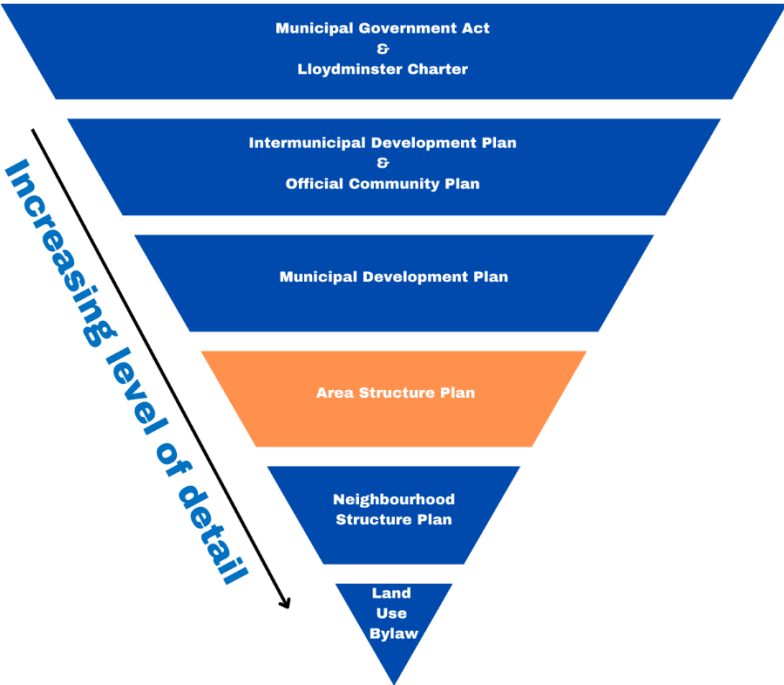 Municipal Government Act
&
Lloydminster Charter
Intermunicipal Development Plan
&
Official Community Plan
Municipal Development Plan
Area Structure Plan
Neighbourhood
Structure Plan
Land
Use
Bylaw
Increasing level of detail